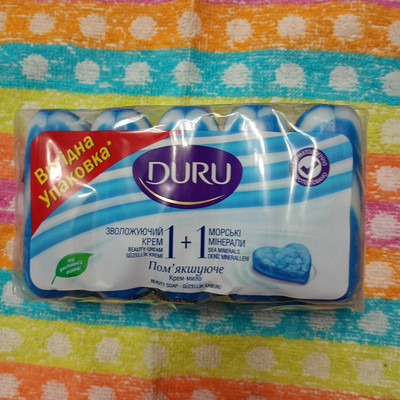 Вигідна
Упаковка*
DURU
ЗВОЛОЖУЮЧИЙ
КРЕМ
BEAUTY CREAM
GÜZELLİK KREMİ
1+1
МОРСЬКІ
МІНЕРАЛИ
SEA MINERALS
DENİZ MİNERALLERİ
Пом'якшуюче
Крем-мило
BEAUTY SOAP - GÜZELLİK SABUNU